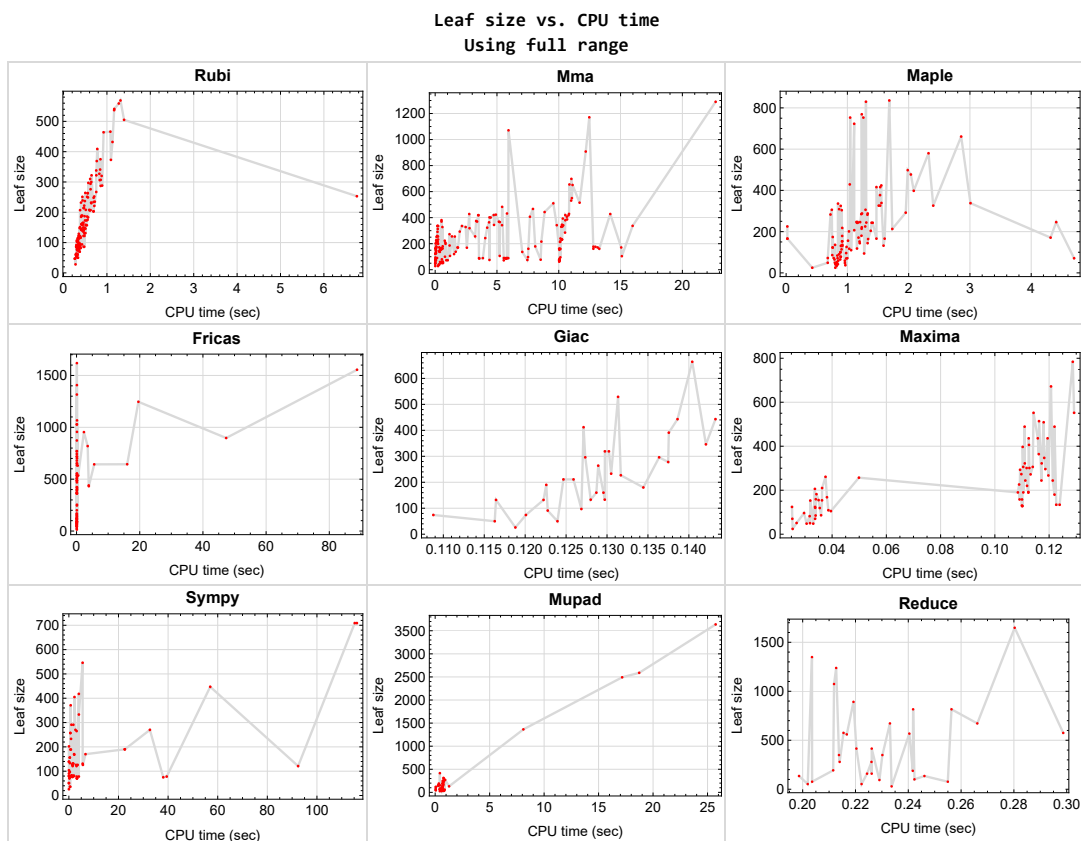 Leaf size vs. CPU time
Using full range
Rubi
Mma
Maple
Leaf size
500
400
300
200
100
0
0 1 2 3 4 5 6
CPU time (sec)
Leaf size
1200
1000
800
600
400
200
0
0 5 10 15 20
CPU time (sec)
Leaf size
800
600
400
200
0
0 1 2 3 4
CPU time (sec)
Fricas
Giac
Maxima
Leaf size
1500
1000
500
0
0 20 40 60 80
CPU time (sec)
Leaf size
600
500
400
300
200
100
0
0.110 0.115 0.120 0.125 0.130 0.135 0.140
CPU time (sec)
Leaf size
800
600
400
200
0
0.04 0.06 0.08 0.10 0.12
CPU time (sec)
Sympy
Mupad
Reduce
Leaf size
700
600
500
400
300
200
100
0
0 20 40 60 80 100
CPU time (sec)
Leaf size
3500
3000
2500
2000
1500
1000
500
0
0 5 10 15 20 25
CPU time (sec)
Leaf size
1500
1000
500
0
0.20 0.22 0.24 0.26 0.28 0.30
CPU time (sec)